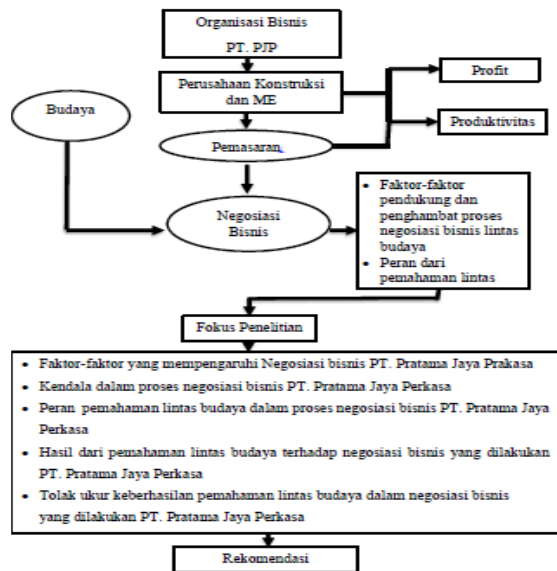 Organisasi Bisnis
PT. PJP
Perusahaan Konstruksi
dan ME
Profit
Budaya
Produktivitas
Pemasaran
Negosiasi
Bisnis
• Faktor-faktor
pendukung dan
penghambat proses
negosiasi bisnis lintas
budaya
• Peran dari
pemahaman lintas
Fokus Penelitian
• Faktor-faktor yang mempengaruhi Negosiasi bisnis PT. Pratama Jaya Prakasa
• Kendala dalam proses negosiasi bisnis PT. Pratama Jaya Perkasa
• Peran pemahaman lintas budaya dalam proses negosiasi bisnis PT. Pratama Jaya
Perkasa
• Hasil dari pemahaman lintas budaya terhadap negosiasi bisnis yang dilakukan
PT. Pratama Jaya Perkasa
• Tolak ukur keberhasilan pemahaman lintas budaya dalam negosiasi bisnis
yang dilakukan PT. Pratama Jaya Perkasa
Rekomendasi